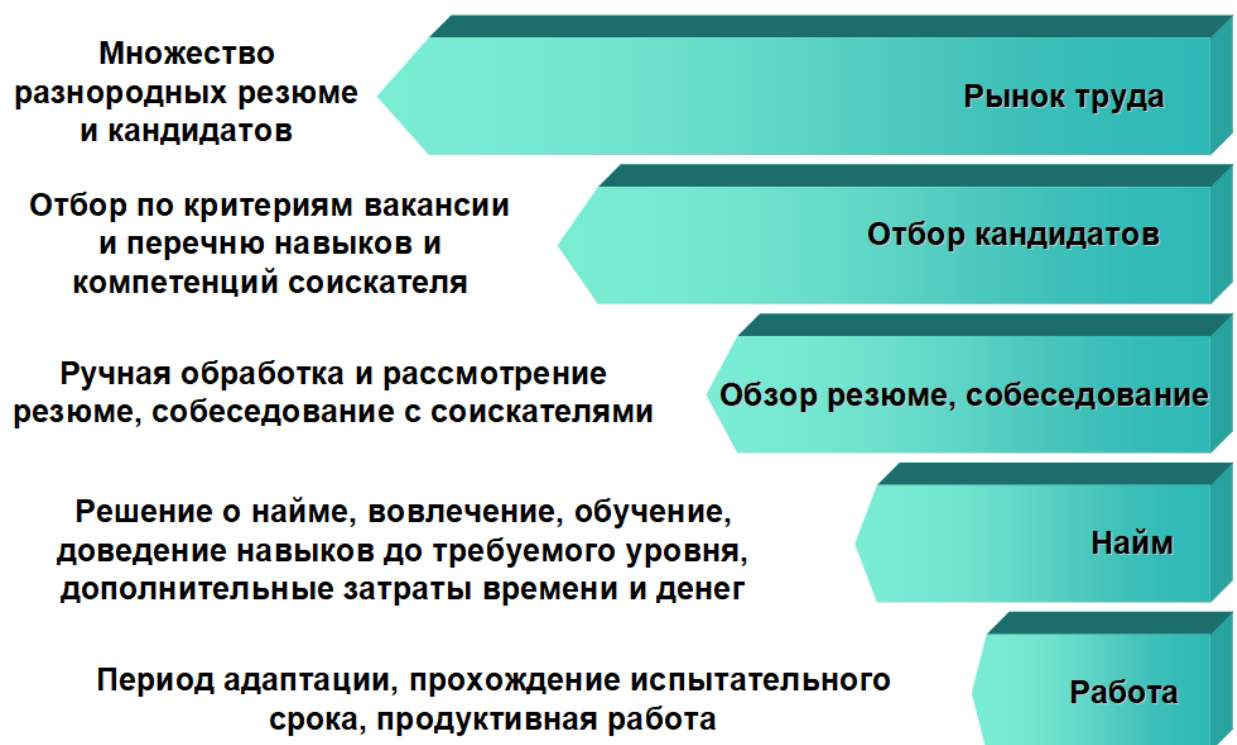 Множество
разнородных резюме
и кандидатов
Рынок труда
Отбор по критериям вакансии
и перечню навыков и
компетенций соискателя
Отбор кандидатов
Ручная обработка и рассмотрение
резюме, собеседование с соискателями
Обзор резюме, собеседование
Решение о найме, вовлечение, обучение,
доведение навыков до требуемого уровня,
дополнительные затраты времени и денег
Найм
Период адаптации, прохождение испытательного
срока, продуктивная работа
Работа